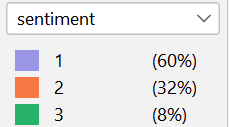 sentiment
1 (60%)
2 (32%)
3 (8%)